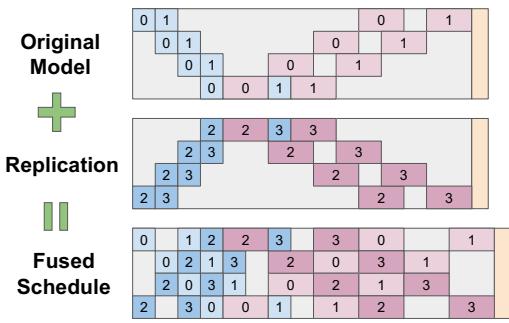 Original
Model
0 1 0 1
0 1 0 1
0 1 0 1
0 0 1 1
+
Replication
2 2 3 3
2 3 2 3
2 3 2 3
2 3 2 3
Fused
Schedule
0 1 2 2 3 3 0 1
0 2 1 3 2 0 3 1
2 0 3 1 0 2 1 3
2 3 0 0 1 1 2 3